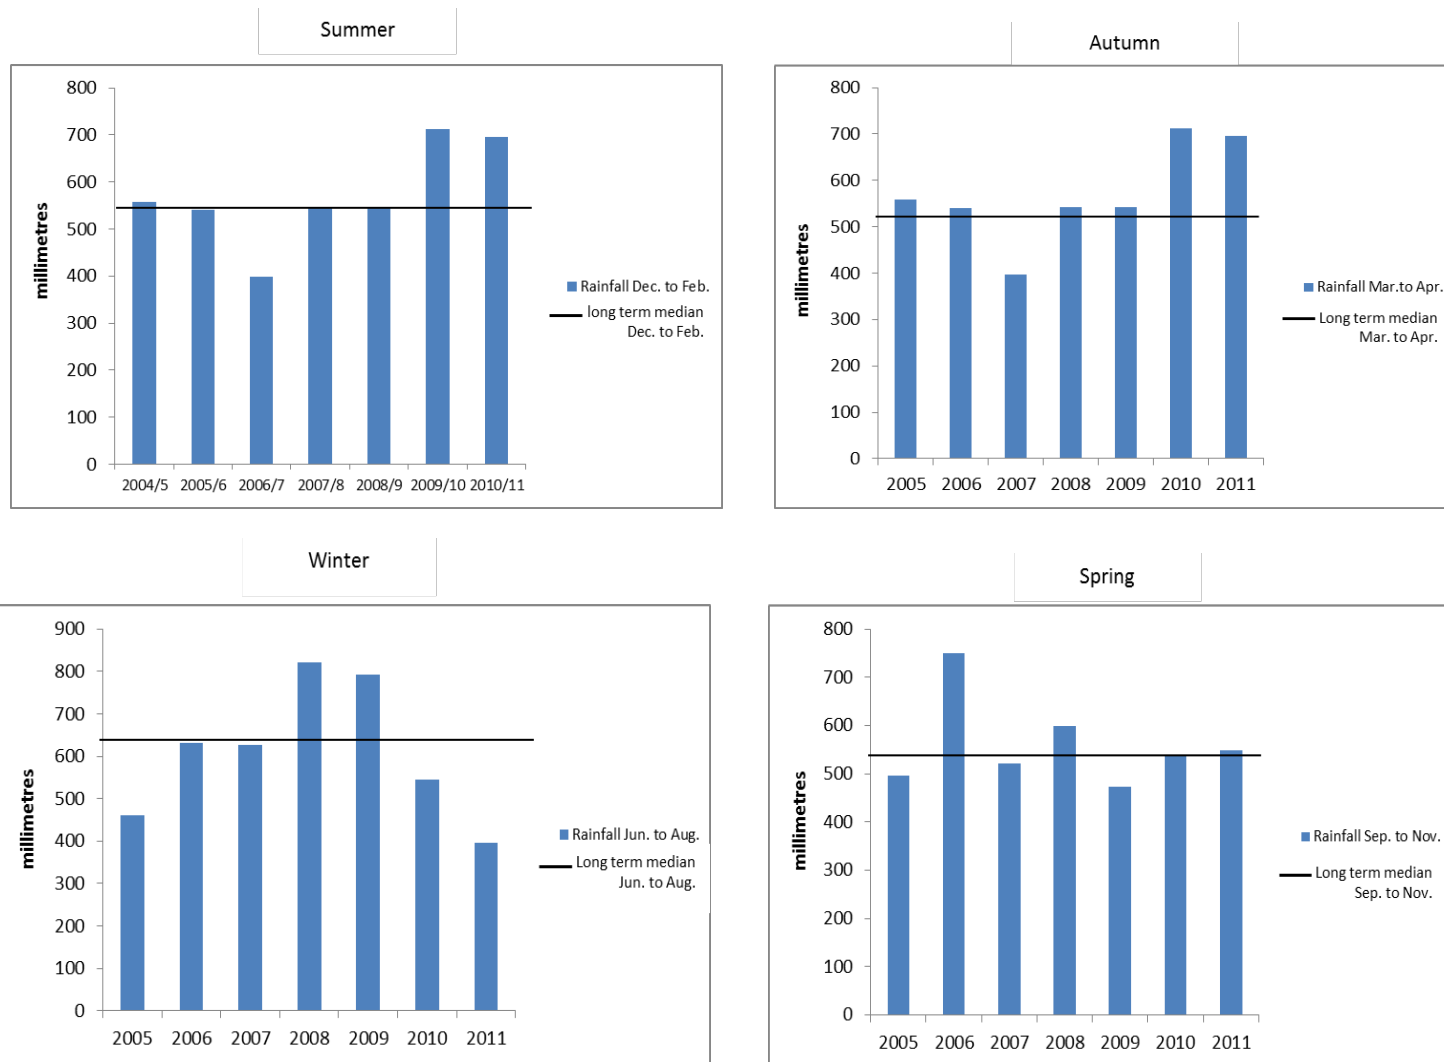 Summer
800
700
600
500
400
300
200
100
0
millimetres
2004/5 2005/6 2006/7 2007/8 2008/9 2009/10 2010/11
Rainfall Dec. to Feb.
long term median
Dec. to Feb.
Autumn
800
700
600
500
400
300
200
100
0
millimetres
2005 2006 2007 2008 2009 2010 2011
Rainfall Mar.to Apr.
Long term median
Mar. to Apr.
Winter
900
800
700
600
500
400
300
200
100
0
millimetres
2005 2006 2007 2008 2009 2010 2011
Rainfall Jun. to Aug.
Long term median
Jun. to Aug.
Spring
800
700
600
500
400
300
200
100
0
millimetres
2005 2006 2007 2008 2009 2010 2011
Rainfall Sep. to Nov.
Long term median
Sep. to Nov.